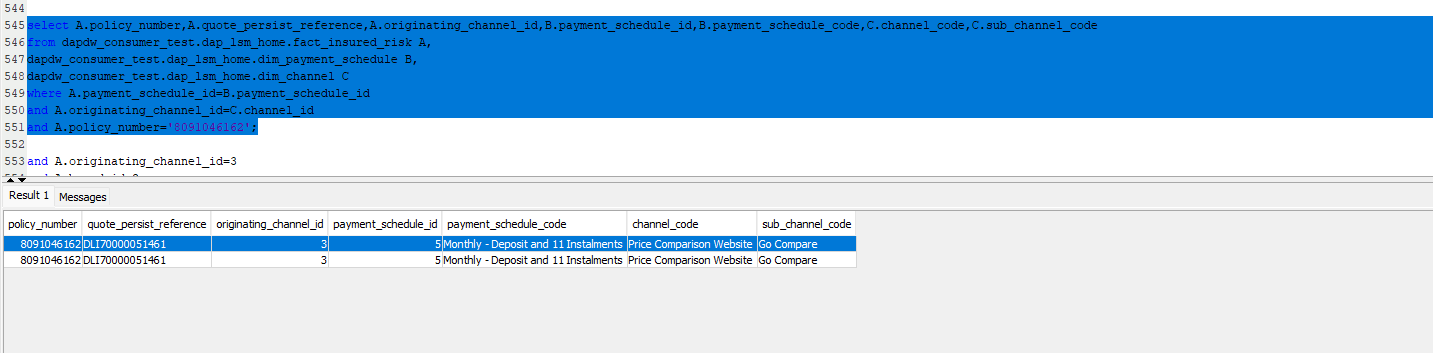 544
545 select A.policy_number,A.quote_persist_reference,A.originating_channel_id,B.payment_schedule_id,B.payment_schedule_code,C.channel_code,C.sub_channel_code
546 from dapdw_consumer_test.dap_lsm_home.fact_insured_risk A,
547 dapdw_consumer_test.dap_lsm_home.dim_payment_schedule B,
548 dapdw_consumer_test.dap_lsm_home.dim_channel C
549 where A.payment_schedule_id=B.payment_schedule_id
550 and A.originating_channel_id=C.channel_id
551 and A.policy_number='8091046162';
552
553 and A.originating_channel_id=3
Result 1 Messages
policy_number quote_persist_reference originating_channel_id payment_schedule_id payment_schedule_code channel_code sub_channel_code
8091046162 DLI70000051461 3 5 Monthly - Deposit and 11 Instalments Price Comparison Website Go Compare
8091046162 DLI70000051461 3 5 Monthly - Deposit and 11 Instalments Price Comparison Website Go Compare